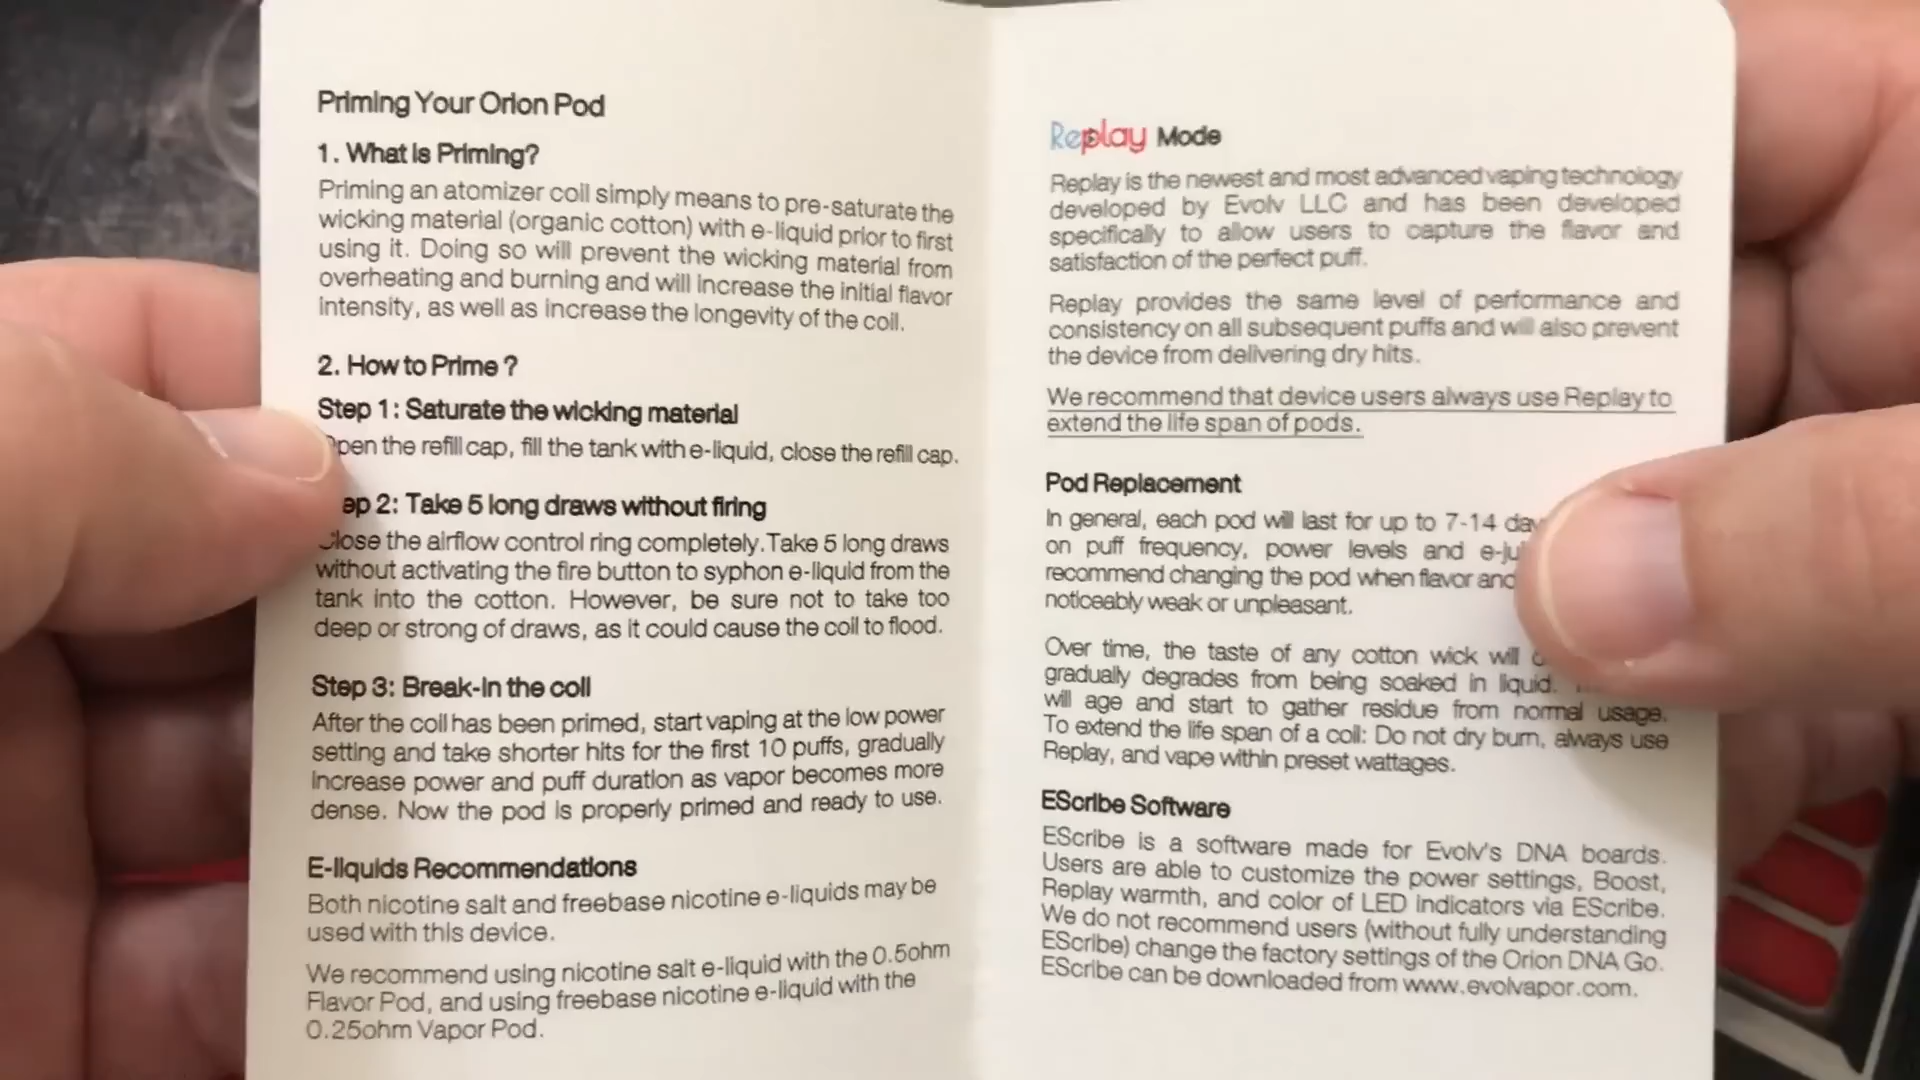 Priming Your Orion Pod
1. What is Priming?
Priming an atomizer coil simply means to pre-saturate the
wicking material (organic cotton) with e-liquid prior to first
using it. Doing so will prevent the wicking material from
overheating and burning and will increase the initial flavor
intensity, as well as increase the longevity of the coil.
2. How to Prime ?
Step 1: Saturate the wicking material
Open the refill cap, fill the tank with e-liquid, close the refill cap.
ep 2: Take 5 long draws without firing
Close the airflow control ring completely. Take 5 long draws
without activating the fire button to syphon e-liquid from the
tank into the cotton. However, be sure not to take too
deep or strong of draws, as it could cause the coil to flood.
Step 3: Break-in the coil
After the coil has been primed, start vaping at the low power
setting and take shorter hits for the first 10 puffs, gradually
increase power and puff duration as vapor becomes more
dense. Now the pod is properly primed and ready to use.
E-liquids Recommendations
Both nicotine salt and freebase nicotine e-liquids may be
used with this device.
We recommend using nicotine salt e-liquid with the 0.5ohm
Flavor Pod, and using freebase nicotine e-liquid with the
0.25ohm Vapor Pod.
Replay Mode
Replay is the newest and most advanced vaping technology
developed by Evolv LLC and has been developed
specifically to allow users to capture the flavor and
satisfaction of the perfect puff.
Replay provides the same level of performance and
consistency on all subsequent puffs and will also prevent
the device from delivering dry hits.
We recommend that device users always use Replay to
extend the life span of pods.
Pod Replacement
In general, each pod will last for up to 7-14
on puff frequency, power levels and
recommend changing the pod when flavor and
noticeably weak or unpleasant.
Over time, the taste of any cotton wick will
gradually degrades from being soaked in liquid.
will age and start to gather residue from normal usage.
To extend the life span of a coil: Do not dry burn, always use
Replay, and vape within preset wattages.
EScribe Software
EScribe is a software made for Evolv's DNA boards.
Users are able to customize the power settings, Boost,
Replay warmth, and color of LED indicators via EScribe.
We do not recommend users (without fully understanding
EScribe) change the factory settings of the Orion DNA Go.
EScribe can be downloaded from www.evolvapor.com.